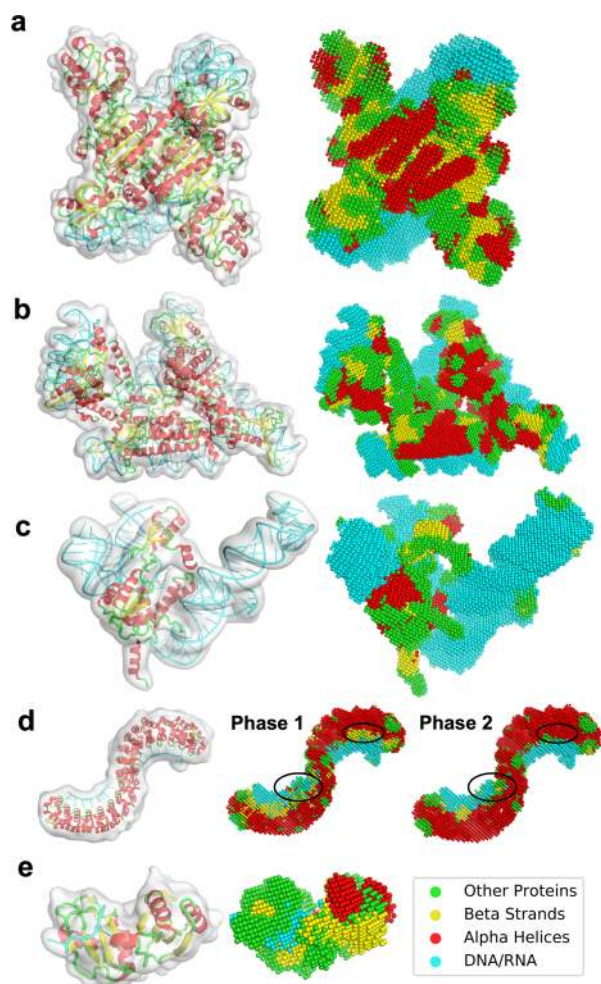 a
b
c
d
Phase 1
Phase 2
e
Other Proteins
Beta Strands
Alpha Helices
DNA/RNA